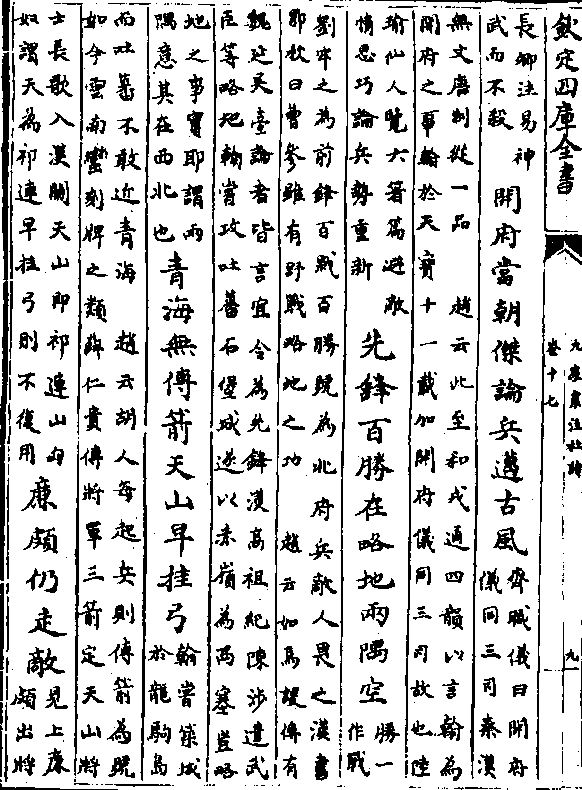 欽定四庫全書
九家集注杜詩
卷十七
九
長卿注易神
武而不殺
開府當朝傑論兵邁古風
齊職儀曰開府
儀同三司秦漢
無文唐制從一品 趙云此至和戎通四韻以言翰為
開府之事翰於天寶十一載加開府儀同三司故也陸
瑜仙人覽六箸篇避敵
情思巧論兵勢重新
先鋒百勝在略地兩隅空
勝一
作戰
劉牢之為前鋒百戰百勝號為北府兵敵人畏之漢書
鄂秋曰曹參雖有野戰略地之功 趙云如馬援傳有
魏延吴臺論者皆言宜令為先鋒漢高祖紀陳涉遣武
臣等略地翰嘗攻吐蕃石堡城遂以赤嶺為西塞豈略
地之事實耶謂兩
隅意其在西北也
青海無傳箭天山早挂弓
翰嘗築城
於龍駒島
而吐蕃不敢近青海 趙云胡人每起兵則傳箭為號
如今雲南蠻刻牌之類薛仁貴傳將軍三箭定天山將
士長歌入漢關天山即祁連山匈
奴謂天為祁連早挂弓則不復用
廉頗仍走敵
見上廉
頗出將